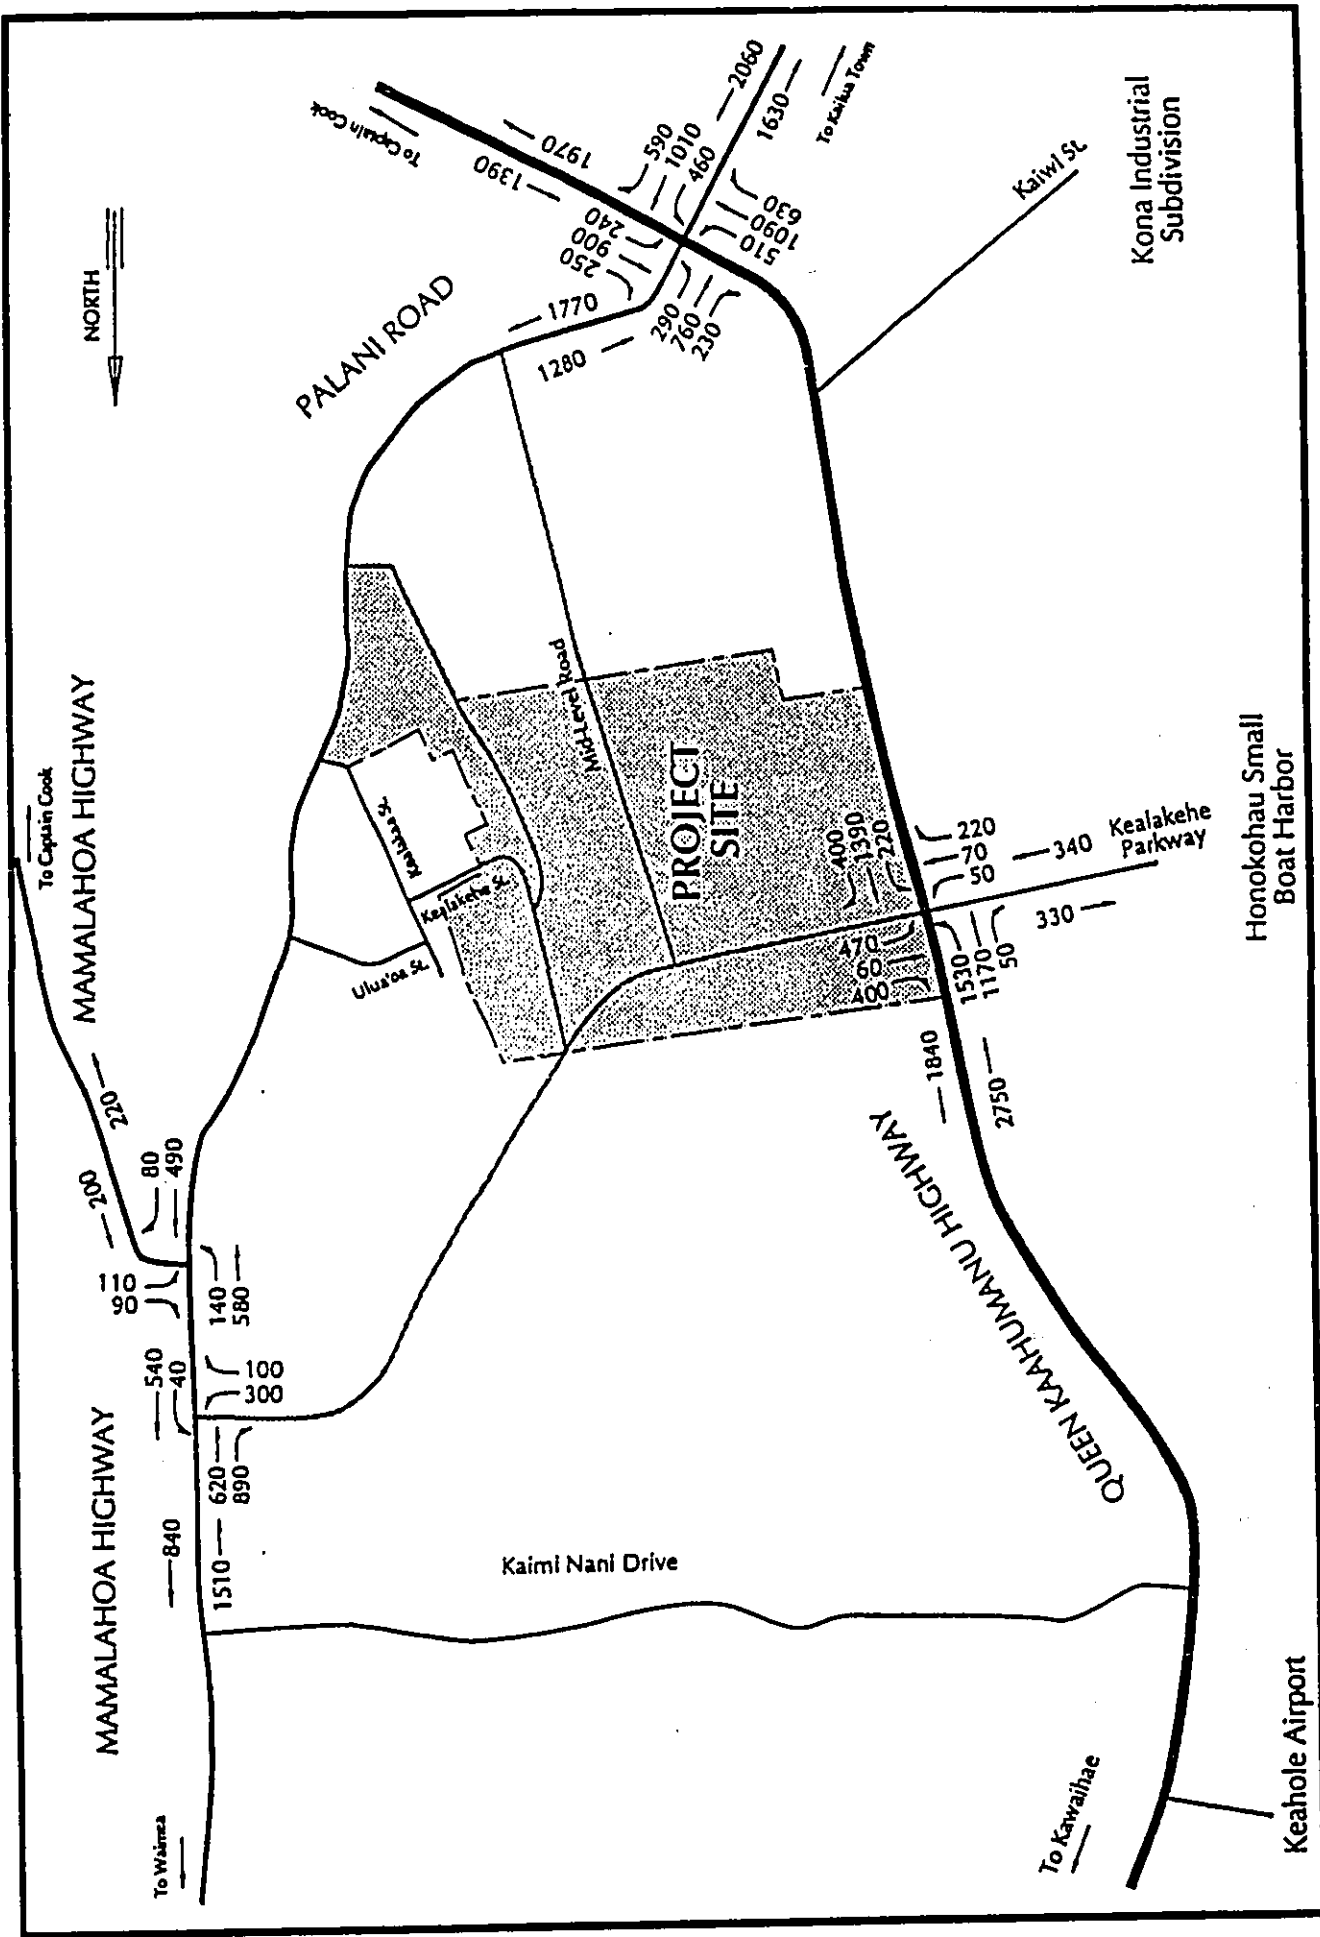 To Waimea
MAMALAHOA HIGHWAY
840
1510
620
890
540
40
100
300
110
90
140
580
80
490
200
220
MAMALAHOA HIGHWAY
To Captain Cook
NORTH
PALANI ROAD
To Captain Cook
1390
1970
240
900
250
590
1010
460
2060
1630
To Kailua Town
630
1090
510
290
760
230
1770
1280
Kealakaa St.
Kealakehe St.
Ulua'oa St.
Mid-Level Road
PROJECT
SITE
400
1390
220
470
60
400
1530
1170
50
220
70
50
340
330
Kealakehe
Parkway
1840
2750
QUEEN KAAHUMANU HIGHWAY
Kaimi Nani Drive
To Kawaihae
Keahole Airport
Honokohau Small
Boat Harbor
Kaiwi St.
Kona Industrial
Subdivision